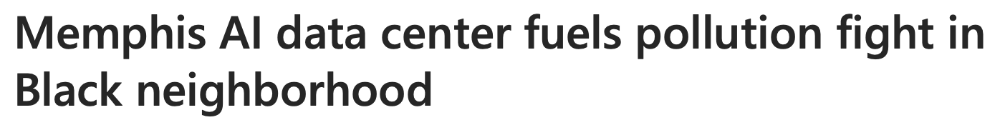 Memphis AI data center fuels pollution fight in
Black neighborhood